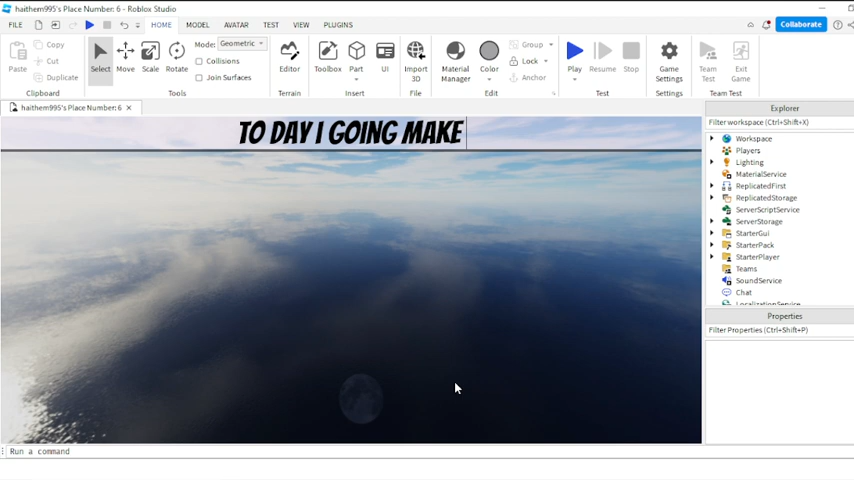 haithem995's Place Number: 6 - Roblox Studio
FILE HOME MODEL AVATAR TEST VIEW PLUGINS Collaborate
Paste Copy Cut Duplicate Clipboard
Select Move Scale Rotate Mode: Geometric Collisions Join Surfaces Tools
Editor Terrain
Toolbox Part UI Insert
Import 3D File
Material Manager Color Group Lock Anchor Edit
Play Resume Stop Test
Game Settings Settings
Team Test Exit Game Team Test
haithem995's Place Number: 6
TO DAY I GOING MAKE
Explorer
Filter workspace (Ctrl+Shift+X)
Workspace
Players
Lighting
MaterialService
ReplicatedFirst
ReplicatedStorage
ServerScriptService
ServerStorage
StarterGui
StarterPack
StarterPlayer
Teams
SoundService
Chat
LocalizationService
Properties
Filter Properties (Ctrl+Shift+P)
Run a command